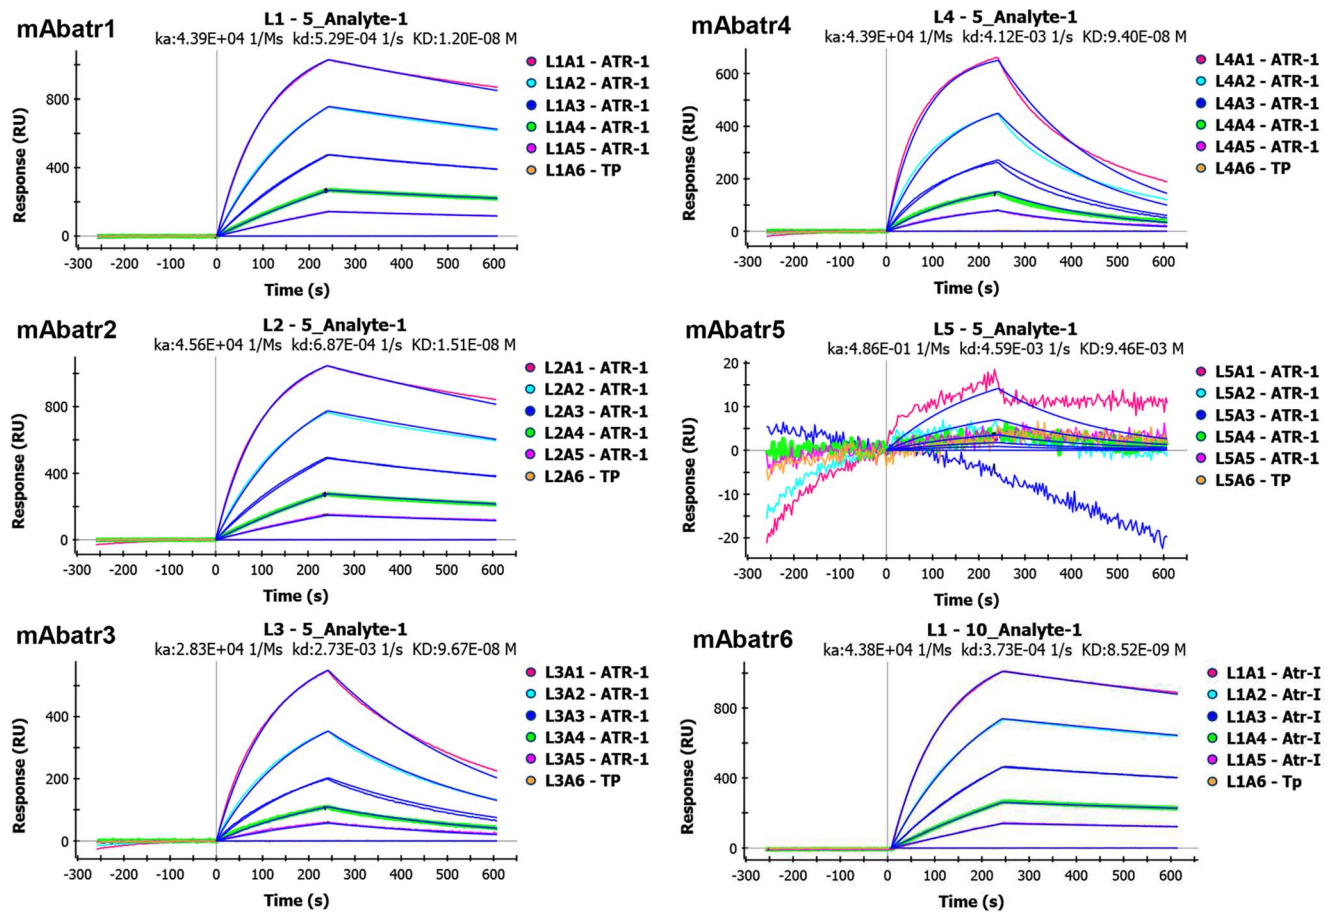 mAbatr1
L1 - 5_Analyte-1
ka:4.39E+04 1/Ms kd:5.29E-04 1/s KD:1.20E-08 M
Response (RU)
800
400
0
-300 -200 -100 0 100 200 300 400 500 600
Time (s)
L1A1 - ATR-1
L1A2 - ATR-1
L1A3 - ATR-1
L1A4 - ATR-1
L1A5 - ATR-1
L1A6 - TP
mAbatr4
L4 - 5_Analyte-1
ka:4.39E+04 1/Ms kd:4.12E-03 1/s KD:9.40E-08 M
Response (RU)
600
400
200
0
-300 -200 -100 0 100 200 300 400 500 600
Time (s)
L4A1 - ATR-1
L4A2 - ATR-1
L4A3 - ATR-1
L4A4 - ATR-1
L4A5 - ATR-1
L4A6 - TP
mAbatr2
L2 - 5_Analyte-1
ka:4.56E+04 1/Ms kd:6.87E-04 1/s KD:1.51E-08 M
Response (RU)
800
400
0
-300 -200 -100 0 100 200 300 400 500 600
Time (s)
L2A1 - ATR-1
L2A2 - ATR-1
L2A3 - ATR-1
L2A4 - ATR-1
L2A5 - ATR-1
L2A6 - TP
mAbatr5
L5 - 5_Analyte-1
ka:4.86E-01 1/Ms kd:4.59E-03 1/s KD:9.46E-03 M
Response (RU)
20
10
0
-10
-20
-300 -200 -100 0 100 200 300 400 500 600
Time (s)
L5A1 - ATR-1
L5A2 - ATR-1
L5A3 - ATR-1
L5A4 - ATR-1
L5A5 - ATR-1
L5A6 - TP
mAbatr3
L3 - 5_Analyte-1
ka:2.83E+04 1/Ms kd:2.73E-03 1/s KD:9.67E-08 M
Response (RU)
400
200
0
-300 -200 -100 0 100 200 300 400 500 600
Time (s)
L3A1 - ATR-1
L3A2 - ATR-1
L3A3 - ATR-1
L3A4 - ATR-1
L3A5 - ATR-1
L3A6 - TP
mAbatr6
L1 - 10_Analyte-1
ka:4.38E+04 1/Ms kd:3.73E-04 1/s KD:8.52E-09 M
Response (RU)
800
400
0
-300 -200 -100 0 100 200 300 400 500 600
Time (s)
L1A1 - Atr-I
L1A2 - Atr-I
L1A3 - Atr-I
L1A4 - Atr-I
L1A5 - Atr-I
L1A6 - Tp